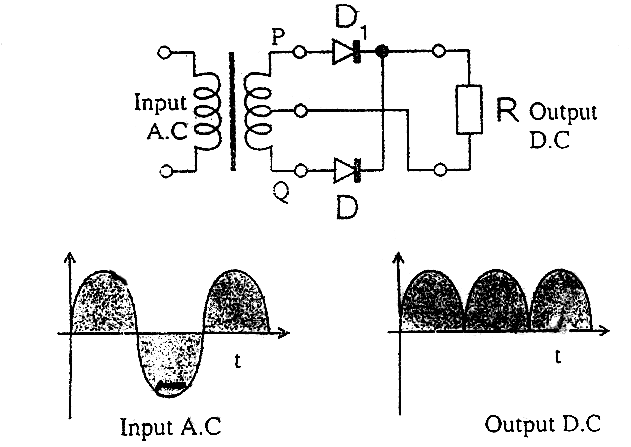 P
D1
Input
A.C
R Output
D.C
Q
D
t
t
Input A.C
Output D.C